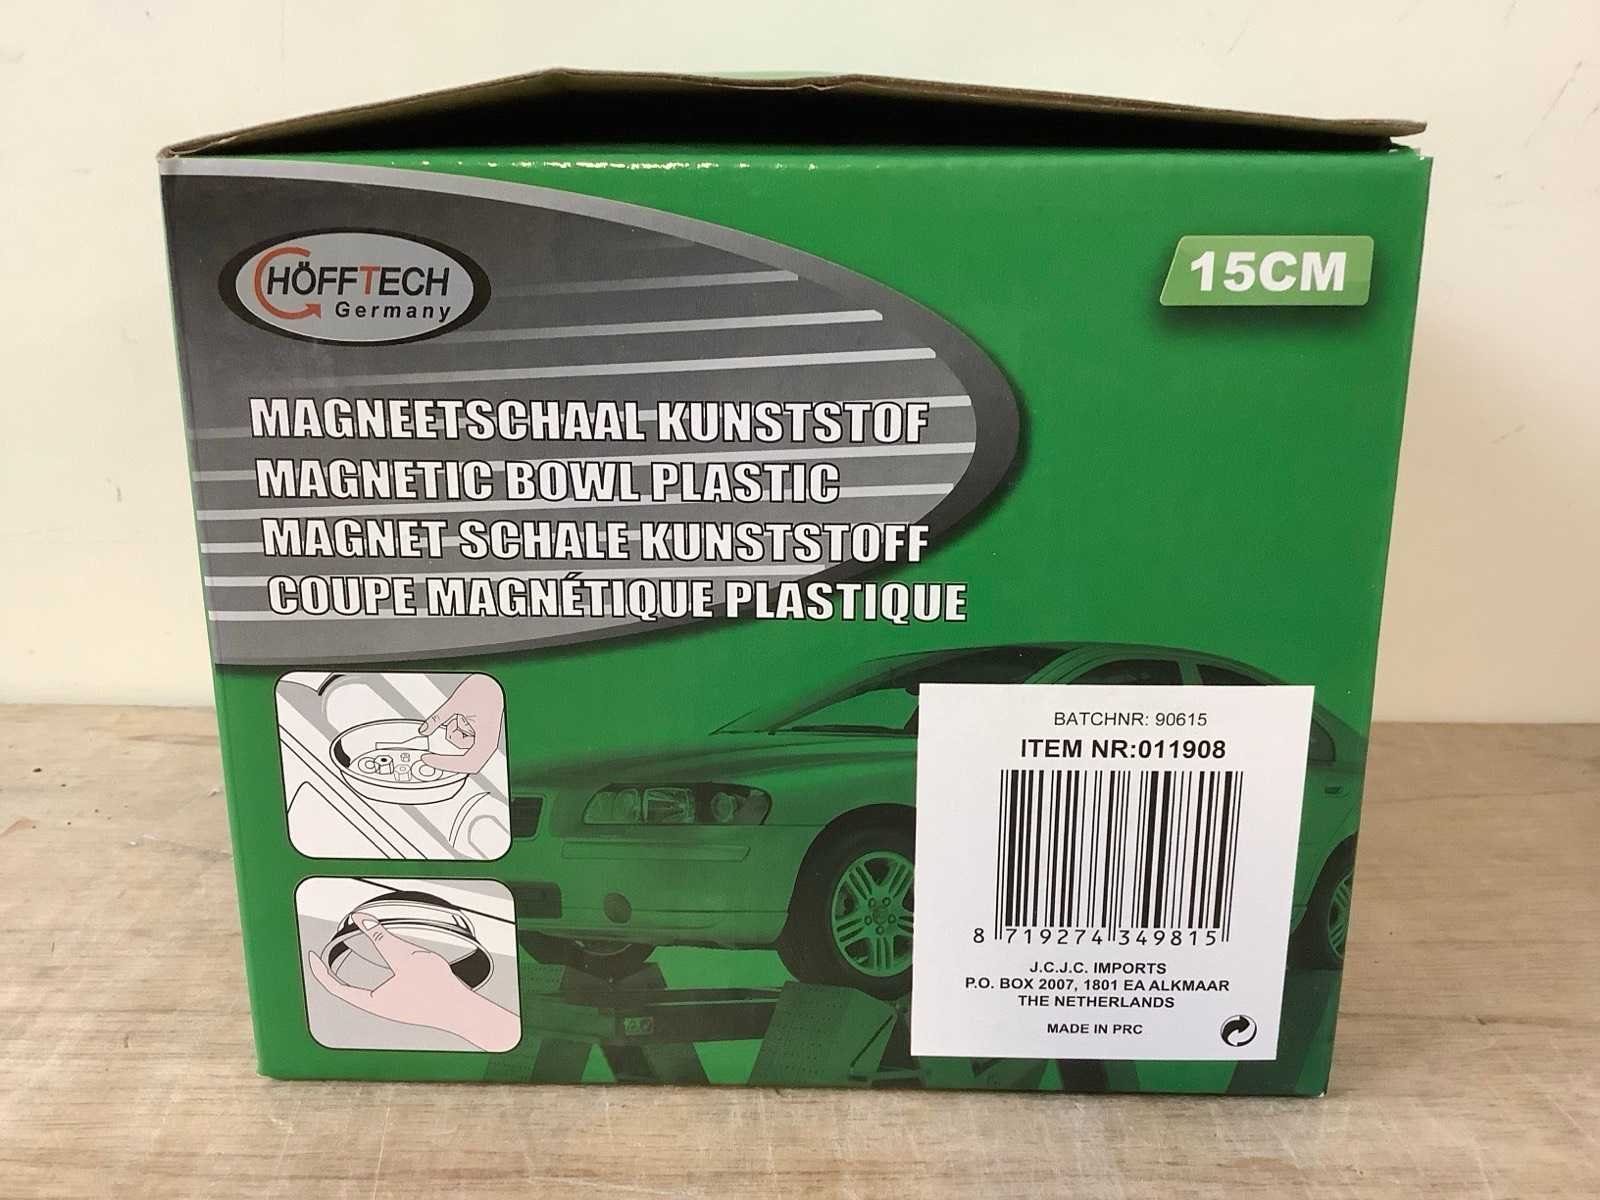 HÖFFTECH
Germany
15CM
MAGNEETSCHAAL KUNSTSTOF
MAGNETIC BOWL PLASTIC
MAGNET SCHALE KUNSTSTOFF
COUPE MAGNÉTIQUE PLASTIQUE
BATCHNR: 90615
ITEM NR:011908
8 719274 349815
J.C.J.C. IMPORTS
P.O. BOX 2007, 1801 EA ALKMAAR
THE NETHERLANDS
MADE IN PRC